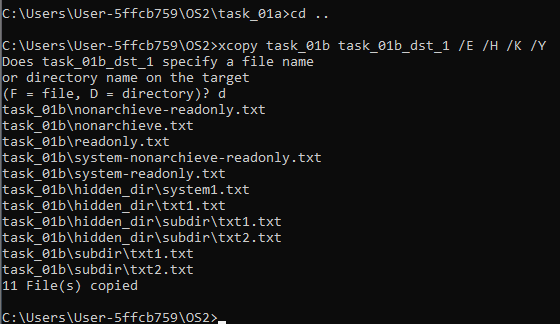 C:\Users\User-5ffcb759\OS2\task_01a>cd ..
C:\Users\User-5ffcb759\OS2>xcopy task_01b task_01b_dst_1 /E /H /K /Y
Does task_01b_dst_1 specify a file name
or directory name on the target
(F = file, D = directory)? d
task_01b\nonarchieve-readonly.txt
task_01b\nonarchieve.txt
task_01b\readonly.txt
task_01b\system-nonarchieve-readonly.txt
task_01b\system-readonly.txt
task_01b\hidden_dir\system1.txt
task_01b\hidden_dir\txt1.txt
task_01b\hidden_dir\subdir\txt1.txt
task_01b\hidden_dir\subdir\txt2.txt
task_01b\subdir\txt1.txt
task_01b\subdir\txt2.txt
11 File(s) copied
C:\Users\User-5ffcb759\OS2>